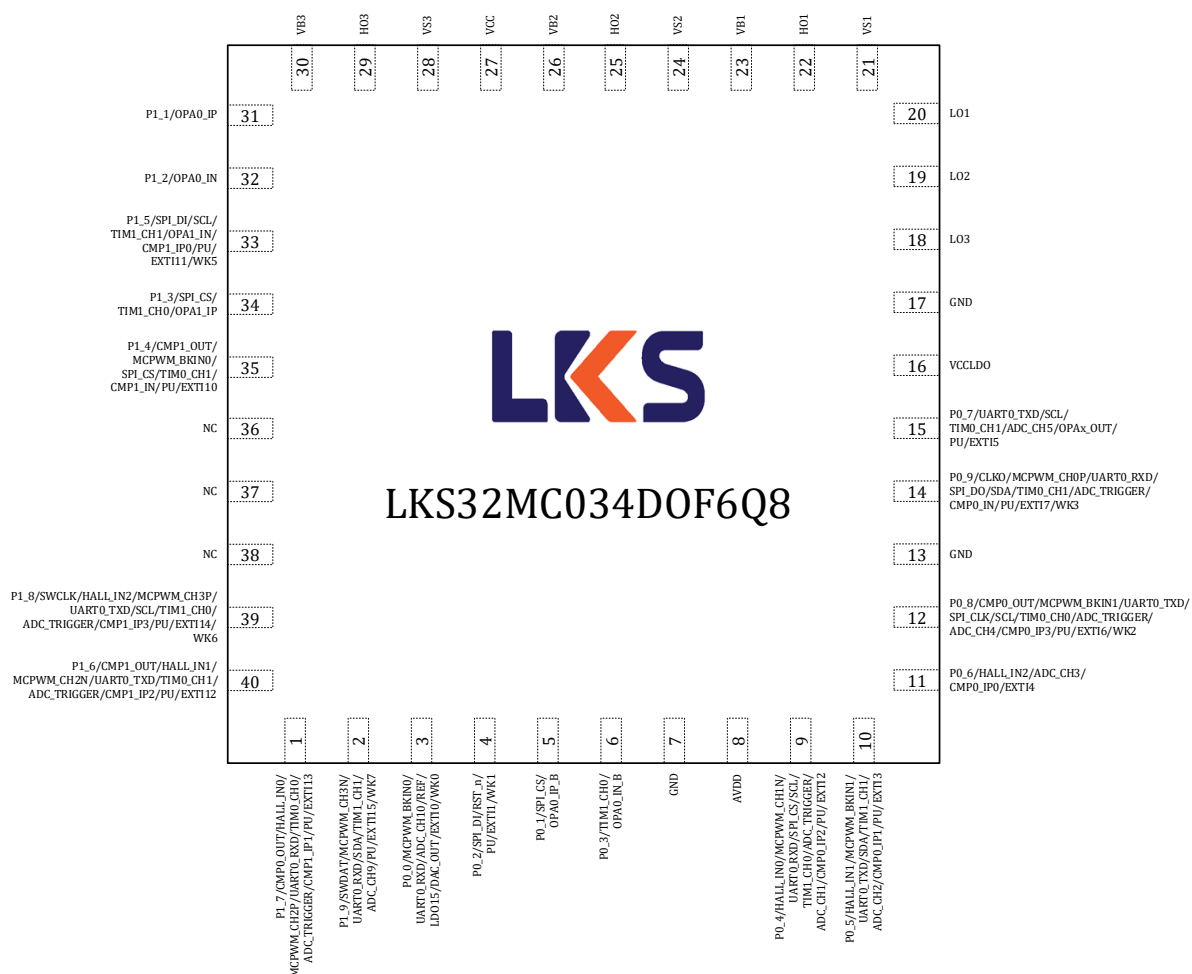 VB3
HO3
VS3
VCC
VB2
HO2
VS2
VB1
HO1
VS1
30
29
28
27
26
25
24
23
22
21
P1_1/OPA0_IP
31
P1_2/OPA0_IN
32
P1_5/SPI_DI/SCL/
TIM1_CH1/OPA1_IN/
CMP1_IP0/PU/
EXTI11/WK5
33
P1_3/SPI_CS/
TIM1_CH0/OPA1_IP
34
P1_4/CMP1_OUT/
MCPWM_BKIN0/
SPI_CS/TIM0_CH1/
CMP1_IN/PU/EXTI10
35
NC
36
NC
37
NC
38
P1_8/SWCLK/HALL_IN2/MCPWM_CH3P/
UART0_TXD/SCL/TIM1_CH0/
ADC_TRIGGER/CMP1_IP3/PU/EXTI14/
WK6
39
P1_6/CMP1_OUT/HALL_IN1/
MCPWM_CH2N/UART0_TXD/TIM0_CH1/
ADC_TRIGGER/CMP1_IP2/PU/EXTI12
40
LKS
LKS32MC034DOF6Q8
20
LO1
19
LO2
18
LO3
17
GND
16
VCCLDO
15
P0_7/UART0_TXD/SCL/
TIM0_CH1/ADC_CH5/OPAx_OUT/
PU/EXTI5
14
P0_9/CLKO/MCPWM_CH0P/UART0_RXD/
SPI_DO/SDA/TIM0_CH1/ADC_TRIGGER/
CMP0_IN/PU/EXTI7/WK3
13
GND
12
P0_8/CMP0_OUT/MCPWM_BKIN1/UART0_TXD/
SPI_CLK/SCL/TIM0_CH0/ADC_TRIGGER/
ADC_CH4/CMP0_IP3/PU/EXTI6/WK2
11
P0_6/HALL_IN2/ADC_CH3/
CMP0_IP0/EXTI4
1
2
3
4
5
6
7
8
9
10
P1_7/CMP0_OUT/HALL_IN0/
MCPWM_CH2P/UART0_RXD/TIM0_CH0/
ADC_TRIGGER/CMP1_IP1/PU/EXTI13
P1_9/SWDAT/MCPWM_CH3N/
UART0_RXD/SDA/TIM1_CH1/
ADC_CH9/PU/EXTI15/WK7
P0_0/MCPWM_BKIN0/
UART0_RXD/ADC_CH10/REF/
LDO15/DAC_OUT/EXTI0/WK0
P0_2/SPI_DI/RST_n/
PU/EXTI1/WK1
P0_1/SPI_CS/
OPA0_IP_B
P0_3/TIM1_CH0/
OPA0_IN_B
GND
AVDD
P0_4/HALL_IN0/MCPWM_CH1N/
UART0_RXD/SPI_CS/SCL/
TIM1_CH0/ADC_TRIGGER/
ADC_CH1/CMP0_IP2/PU/EXTI2
P0_5/HALL_IN1/MCPWM_BKIN1/
UART0_TXD/SDA/TIM1_CH1/
ADC_CH2/CMP0_IP1/PU/EXTI3